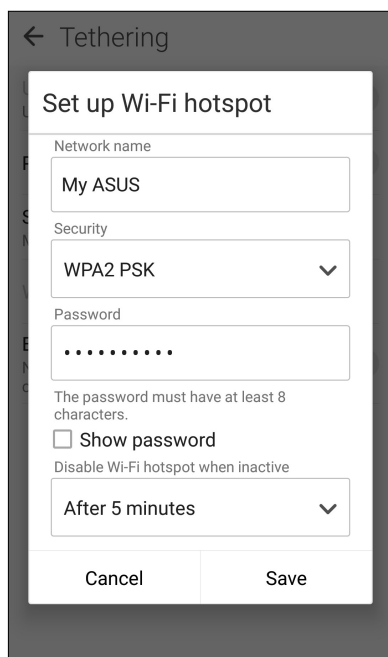 Tethering
Set up Wi-Fi hotspot
Network name
My ASUS
Security
WPA2 PSK
Password
••••••••••
The password must have at least 8
characters.
Show password
Disable Wi-Fi hotspot when inactive
After 5 minutes
Cancel
Save